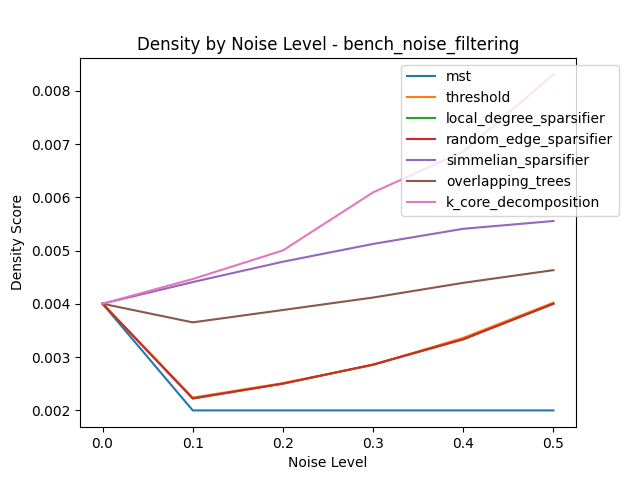 Density by Noise Level - bench_noise_filtering
mst
threshold
local_degree_sparsifier
random_edge_sparsifier
simmelian_sparsifier
overlapping_trees
k_core_decomposition
Density Score
0.008
0.007
0.006
0.005
0.004
0.003
0.002
0.0 0.1 0.2 0.3 0.4 0.5
Noise Level